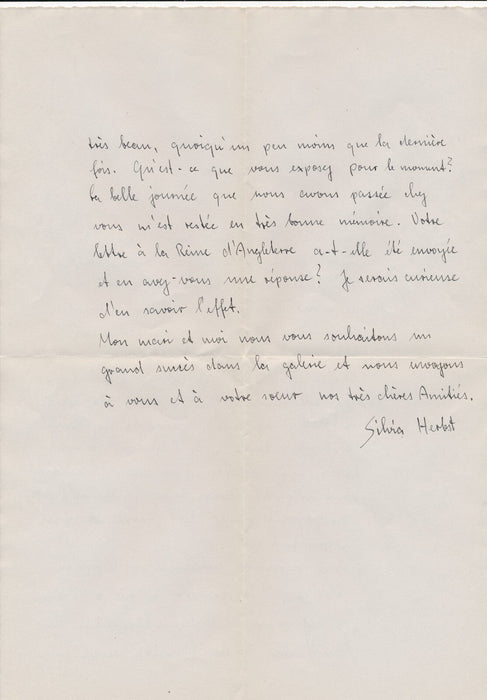 très beau, quoiqu'un peu moins que la dernière
fois. Qu'est-ce que vous exposez pour le moment?
La belle journée que nous avons passée chez
vous m'est restée en très bonne mémoire. Votre
lettre à la Reine d'Angleterre a-t-elle été envoyée
et en avez-vous une réponse? Je serais curieuse
d'en savoir l'effet.
Mon mari et moi nous vous souhaitons un
grand succès dans la galerie et nous envoyons
à vous et à votre sœur nos très chères Amitiés.
Silvia Herbst